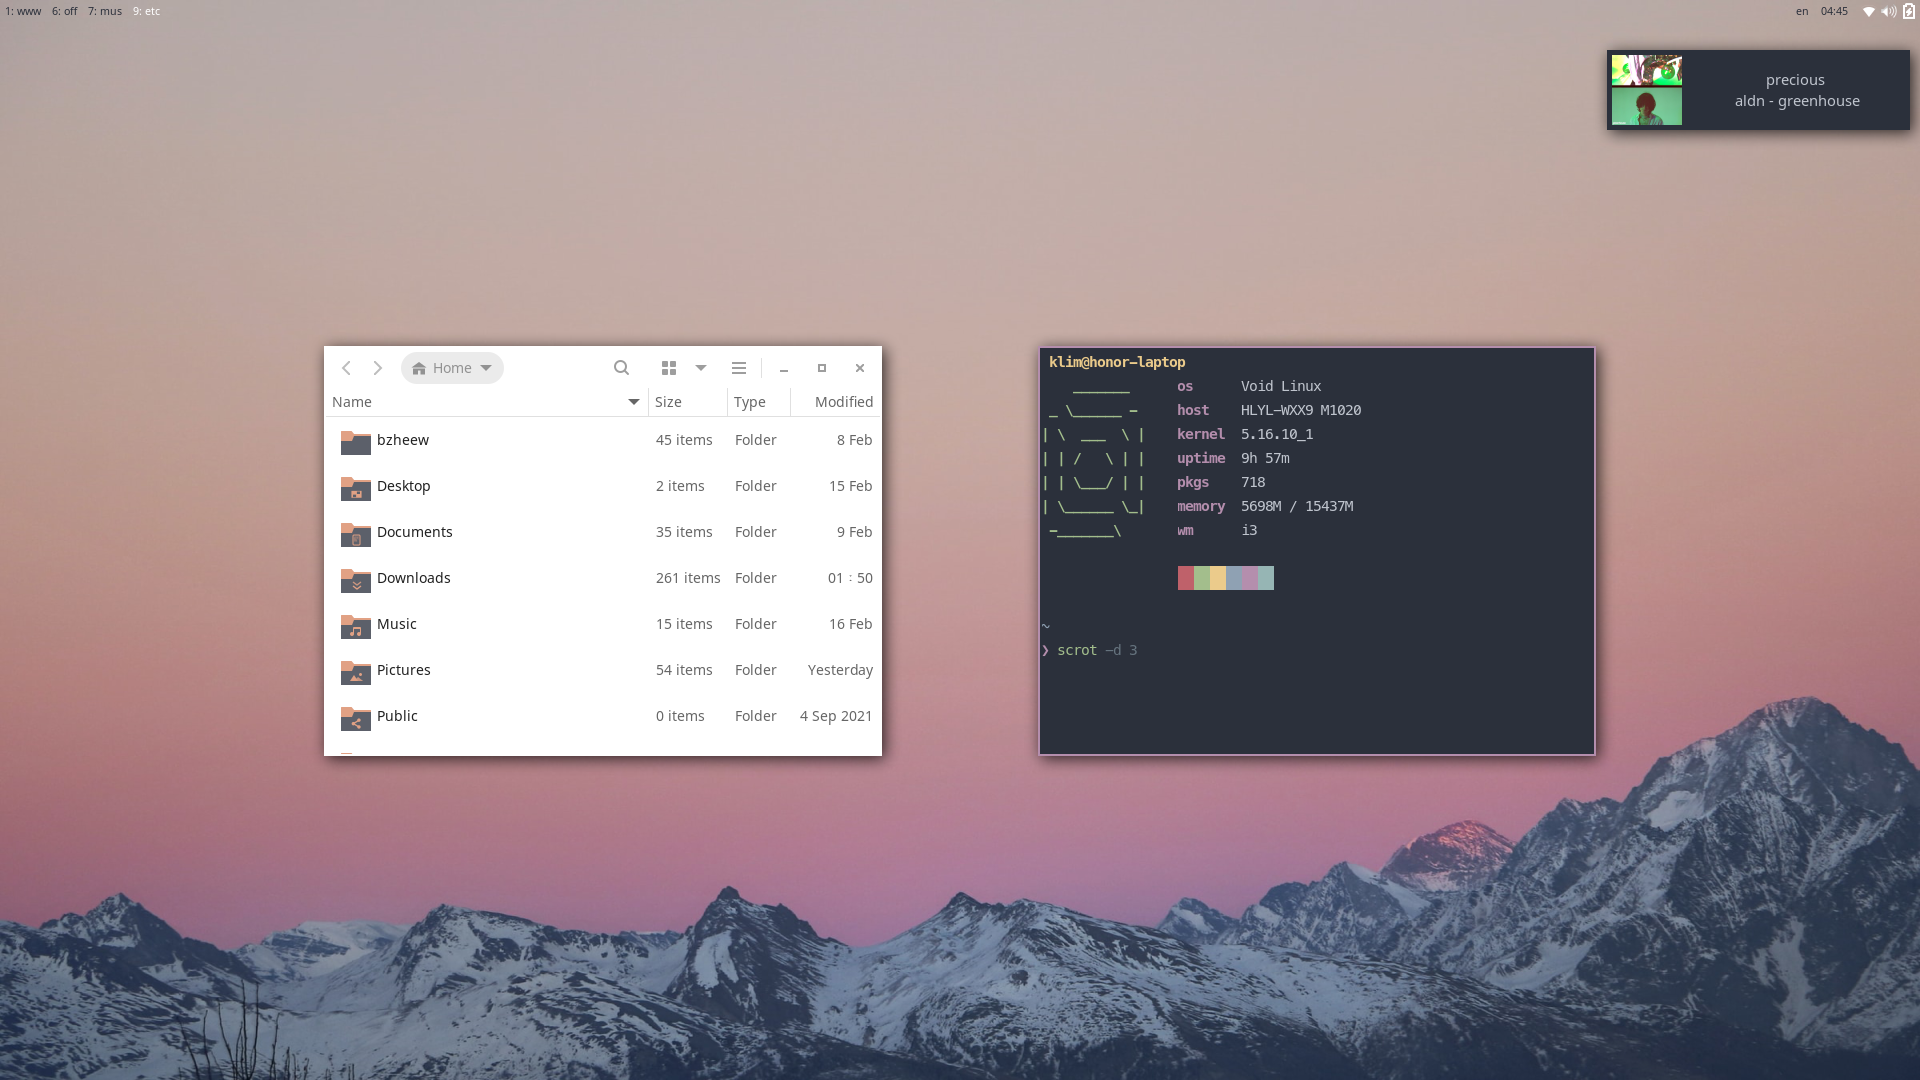 1: www 6: off 7: mus 9: etc
en 04:45
precious
aldn - greenhouse
Home
Name Size Type Modified
bzheew 45 items Folder 8 Feb
Desktop 2 items Folder 15 Feb
Documents 35 items Folder 9 Feb
Downloads 261 items Folder 01 : 50
Music 15 items Folder 16 Feb
Pictures 54 items Folder Yesterday
Public 0 items Folder 4 Sep 2021
klim@honor-laptop
os Void Linux
host HLYL-WXX9 M1020
kernel 5.16.10_1
uptime 9h 57m
pkgs 718
memory 5698M / 15437M
wm i3
~
❯ scrot -d 3